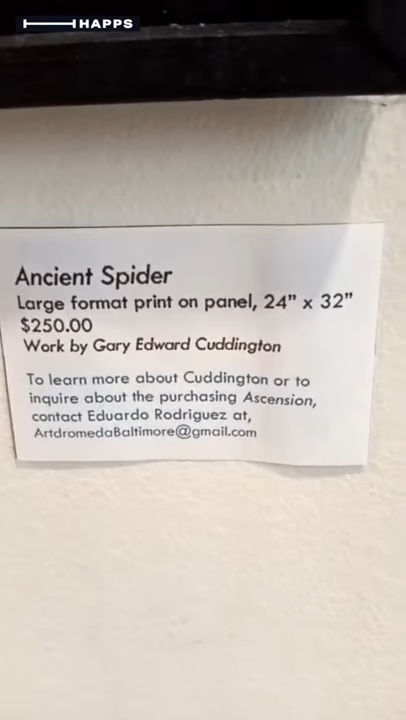 HAPPS
Ancient Spider
Large format print on panel, 24” x 32”
$250.00
Work by Gary Edward Cuddington
To learn more about Cuddington or to
inquire about the purchasing Ascension,
contact Eduardo Rodriguez at,
ArtdromedaBaltimore@gmail.com